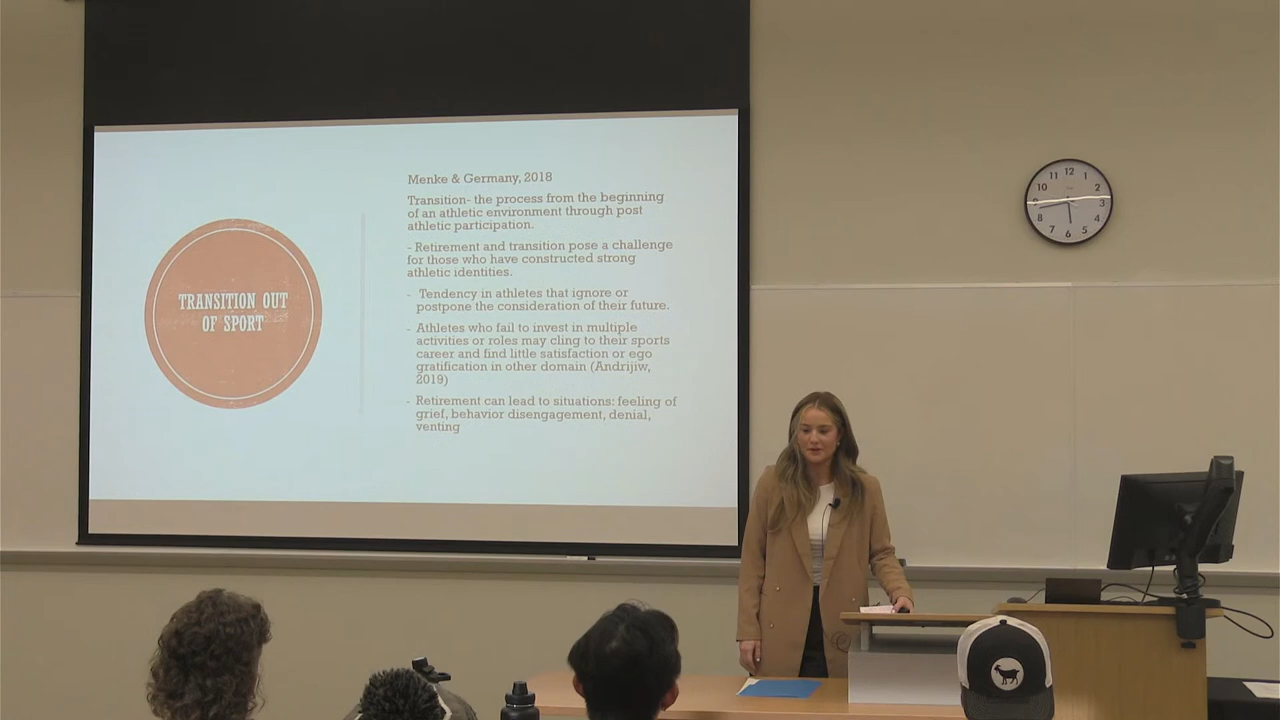 TRANSITION OUT
OF SPORT
Menke & Germany, 2018
Transition- the process from the beginning
of an athletic environment through post
athletic participation.
- Retirement and transition pose a challenge
for those who have constructed strong
athletic identities.
- Tendency in athletes that ignore or
postpone the consideration of their future.
- Athletes who fail to invest in multiple
activities or roles may cling to their sports
career and find little satisfaction or ego
gratification in other domain (Andrijiw,
2019)
- Retirement can lead to situations: feeling of
grief, behavior disengagement, denial,
venting
12
11 1
10 2
3
8 4
7 5
6